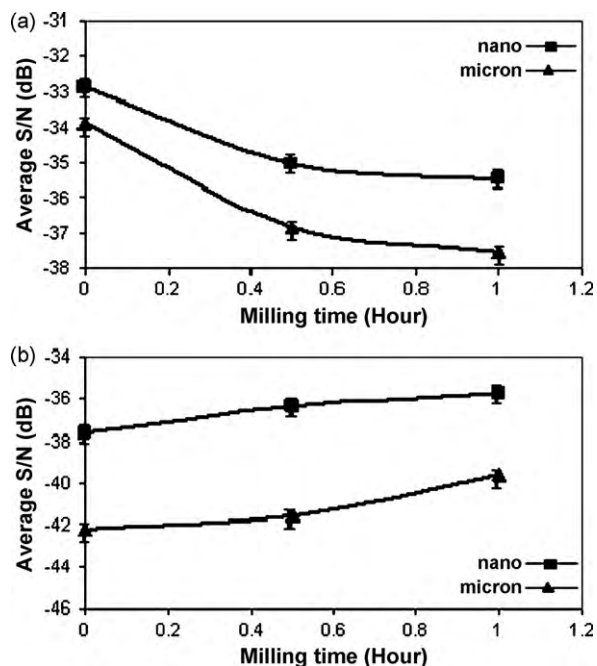 (a)
-31
-32
-33
-34
-35
-36
-37
-38
Average S/N (dB)
nano
micron
0 0.2 0.4 0.6 0.8 1 1.2
Milling time (Hour)
(b)
-34
-36
-38
-40
-42
-44
-46
Average S/N (dB)
nano
micron
0 0.2 0.4 0.6 0.8 1 1.2
Milling time (Hour)